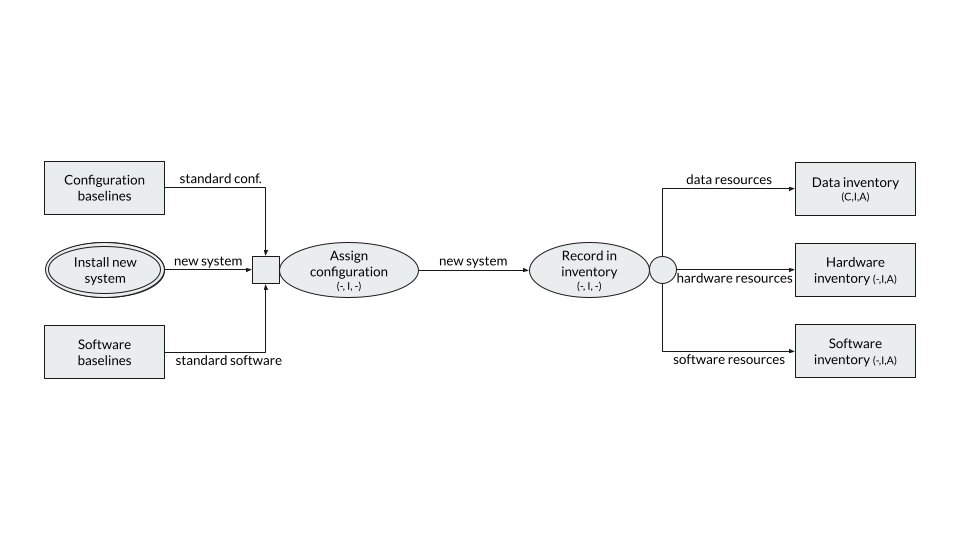 Configuration
baselines
standard conf.
Install new
system
new system
Software
baselines
standard software
Assign
configuration
(-, I, -)
new system
Record in
inventory
(-, I, -)
data resources
Data inventory
(C,I,A)
hardware resources
Hardware
inventory (-,I,A)
software resources
Software
inventory (-,I,A)